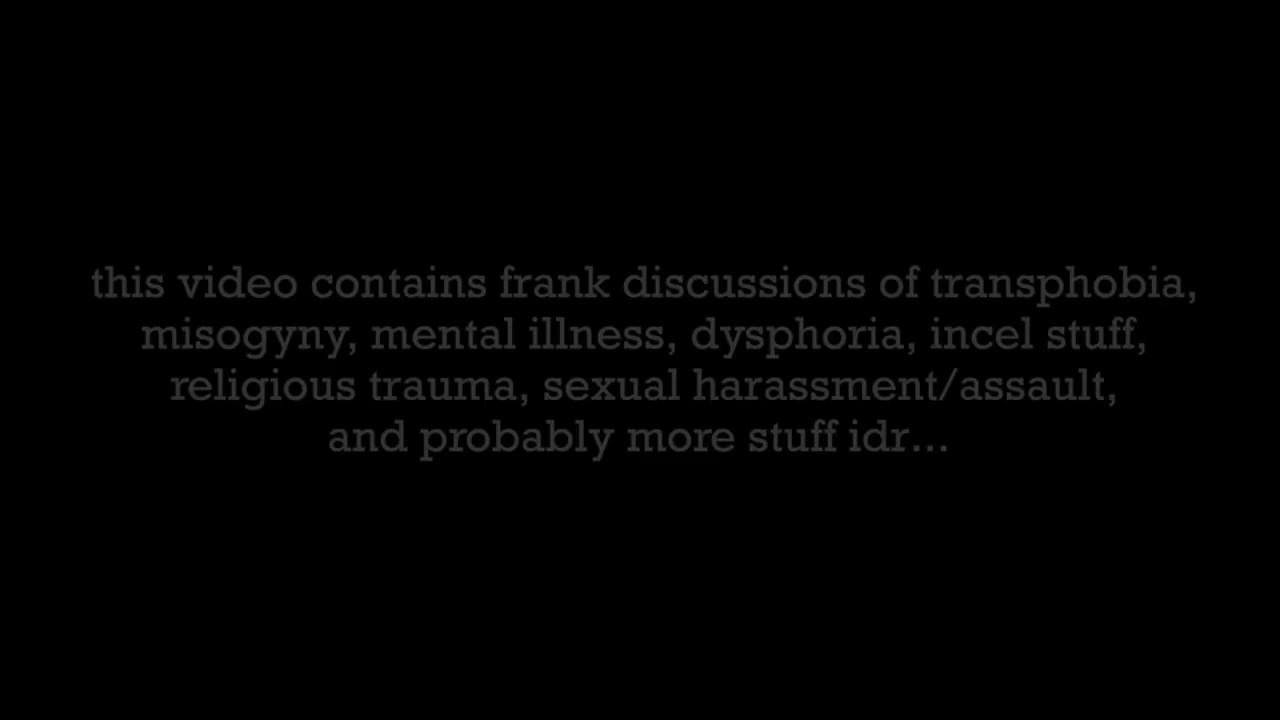 this video contains frank discussions of transphobia,
misogyny, mental illness, dysphoria, incel stuff,
religious trauma, sexual harassment/assault,
and probably more stuff idr...